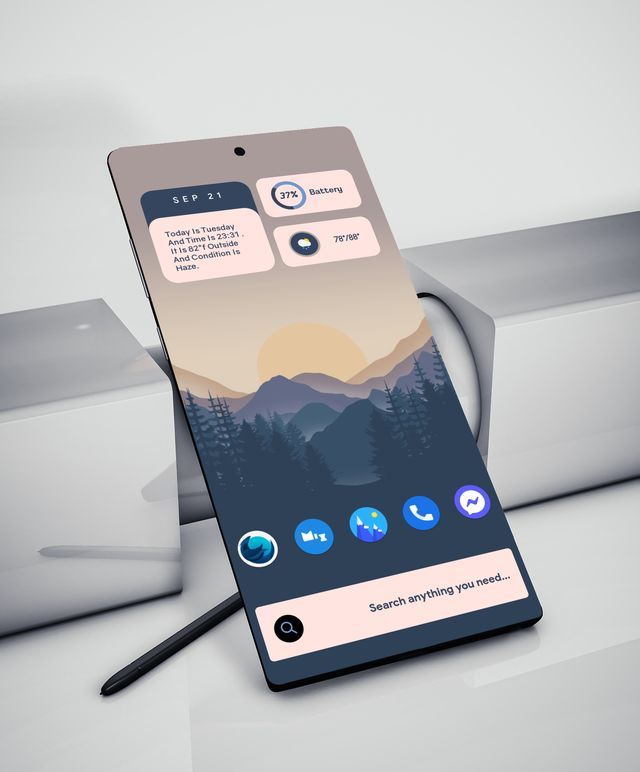 SEP 21
Today Is Tuesday
And Time Is 23:31 .
It Is 82°f Outside
And Condition Is
Haze.
37% Battery
78°/88°
Search anything you need...